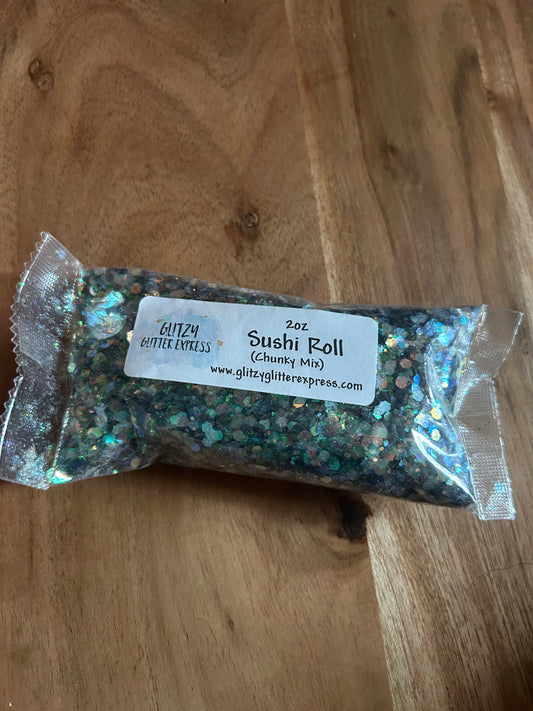 GLITZY
GLITTER EXPRESS
2oz
Sushi Roll
(Chunky Mix)
www.glitzyglitterexpress.com